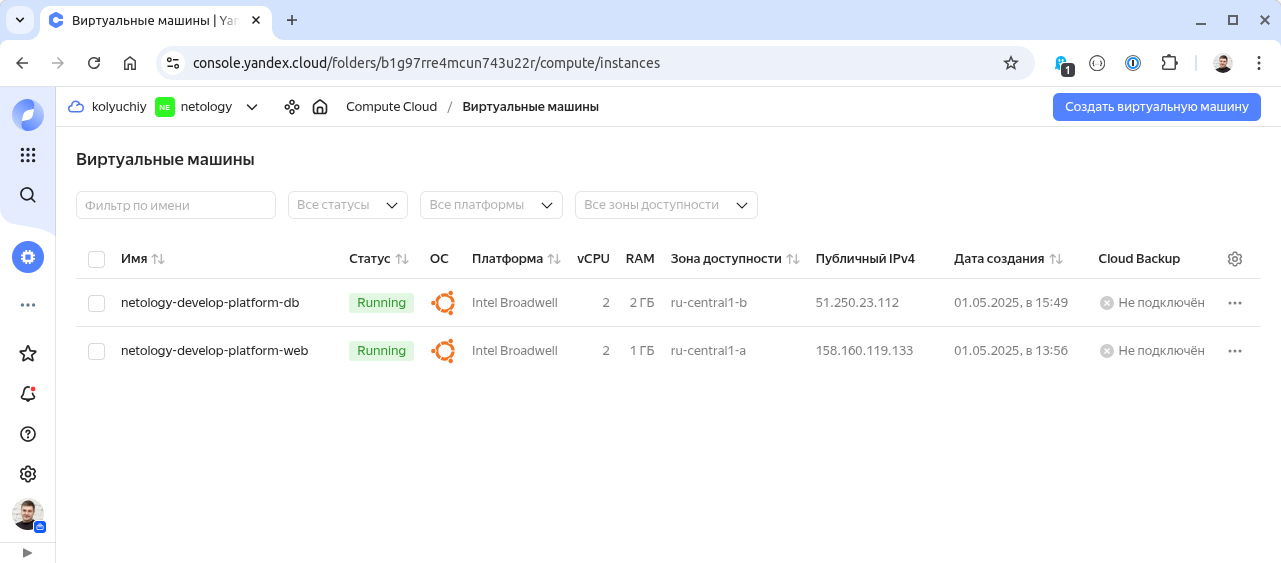 Виртуальные машины | Yan
console.yandex.cloud/folders/b1g97rre4mcun743u22r/compute/instances
1
kolyuchiy NE netology Compute Cloud / Виртуальные машины Создать виртуальную машину
Виртуальные машины
Фильтр по имени Все статусы Все платформы Все зоны доступности
Имя Статус ОС Платформа vCPU RAM Зона доступности Публичный IPv4 Дата создания Cloud Backup
netology-develop-platform-db Running Intel Broadwell 2 2 ГБ ru-central1-b 51.250.23.112 01.05.2025, в 15:49 Не подключён
netology-develop-platform-web Running Intel Broadwell 2 1 ГБ ru-central1-a 158.160.119.133 01.05.2025, в 13:56 Не подключён